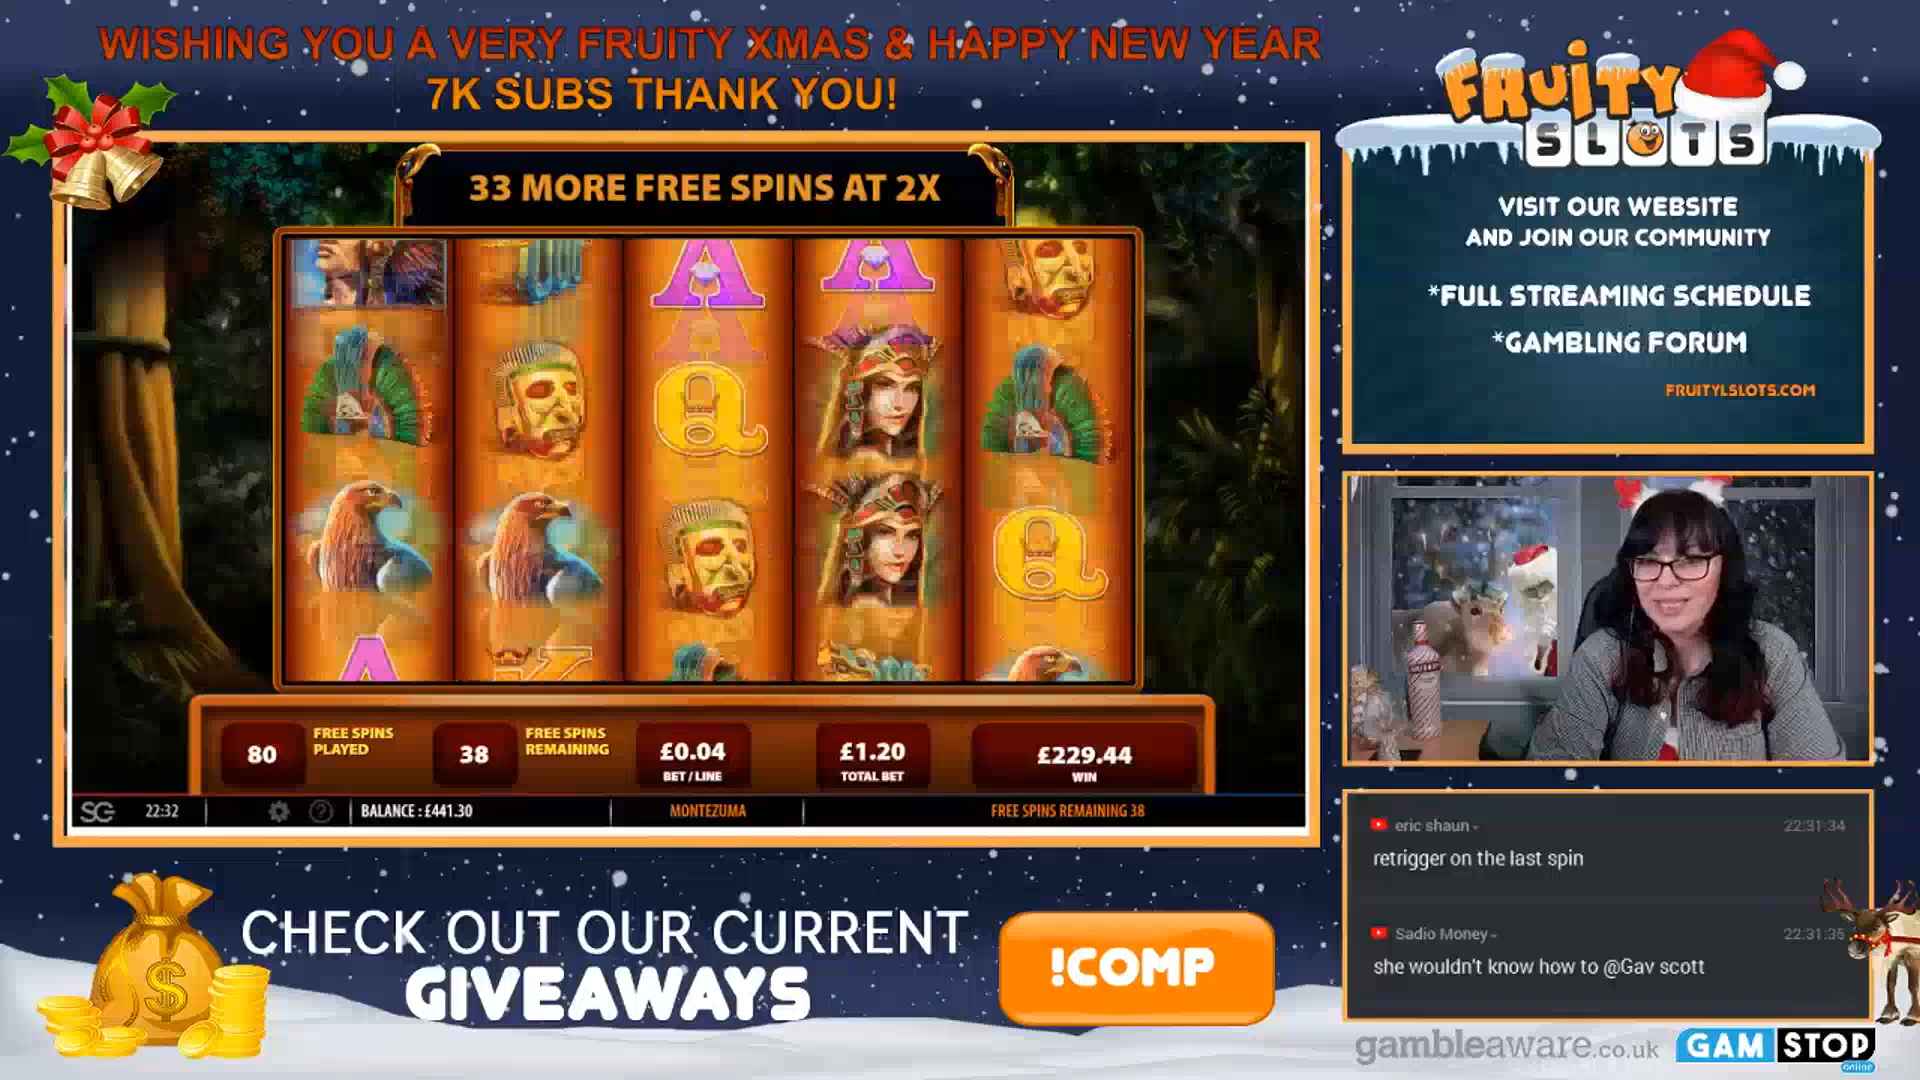 WISHING YOU A VERY FRUITY XMAS & HAPPY NEW YEAR
7K SUBS THANK YOU!
FRUITY
SLOTS
VISIT OUR WEBSITE
AND JOIN OUR COMMUNITY
*FULL STREAMING SCHEDULE
*GAMBLING FORUM
FRUITYLSLOTS.COM
33 MORE FREE SPINS AT 2X
A
A
Q
Q
A
K
80
FREE SPINS
PLAYED
38
FREE SPINS
REMAINING
£0.04
BET / LINE
£1.20
TOTAL BET
£229.44
WIN
SG
22:32
BALANCE : £441.30
MONTEZUMA
FREE SPINS REMAINING 38
eric shaun
22:31:34
retrigger on the last spin
Sadio Money
22:31:35
she wouldn't know how to @Gav scott
CHECK OUT OUR CURRENT
GIVEAWAYS
!COMP
gambleaware.co.uk
GAMSTOP
online